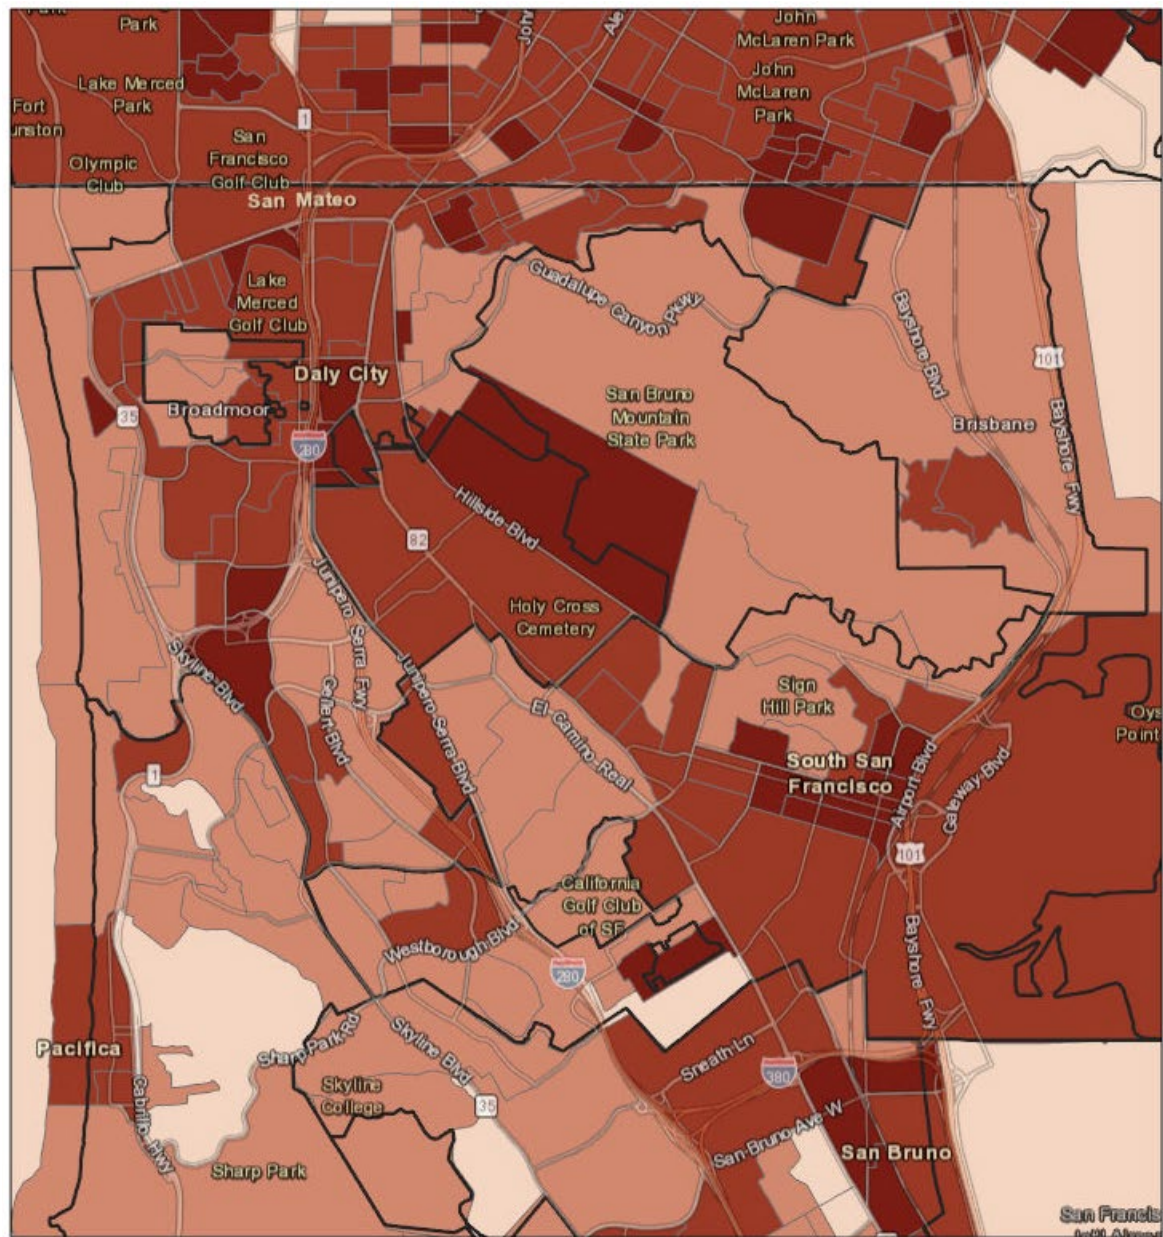 Park
Park
John
McLaren Park
Lake Merced
Park
John
McLaren
Park
Fort
1
San
Francisco
Golf Club
Olympic
Club
San Mateo
Guadalupe Canyon Pkwy
Lake
Merced
Golf Club
Bayshore Blvd
101
Daly City
San Bruno
Mountain
State Park
35
Broadmoor
Brisbane
280
Bayshore Fwy
Hillside Blvd
82
Junipero Serra Fwy
Holy Cross
Cemetery
Skyline Blvd
Gellert Blvd
Junipero Serra Blvd
Sign
Hill Park
El Camino Real
Point
South San
Francisco
Airport Blvd
Gateway Blvd
1
101
California
Golf Club
of SF
Westborough Blvd
280
Bayshore Fwy
Pacifica
Sharp Park Rd
Skyline Blvd
Sneath Ln
380
Cabrillo Hwy
Skyline
College
35
San Bruno Ave W
San Bruno
Sharp Park
San Francis